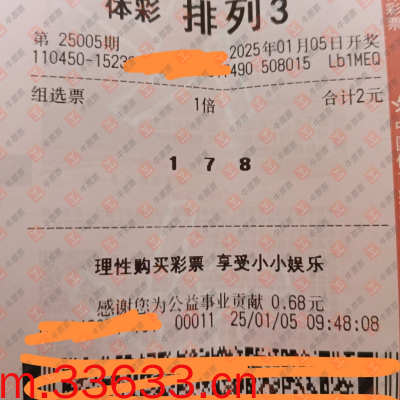 体彩 排列3
第 25005期 2025年01月05日开奖
110450-1523 490 508015 Lb1MEQ
组选票 1倍 合计2元
1 7 8
理性购买彩票 享受小小娱乐
感谢您为公益事业贡献 0.68元
00011 25/01/05 09:48:08
m.33633.cn